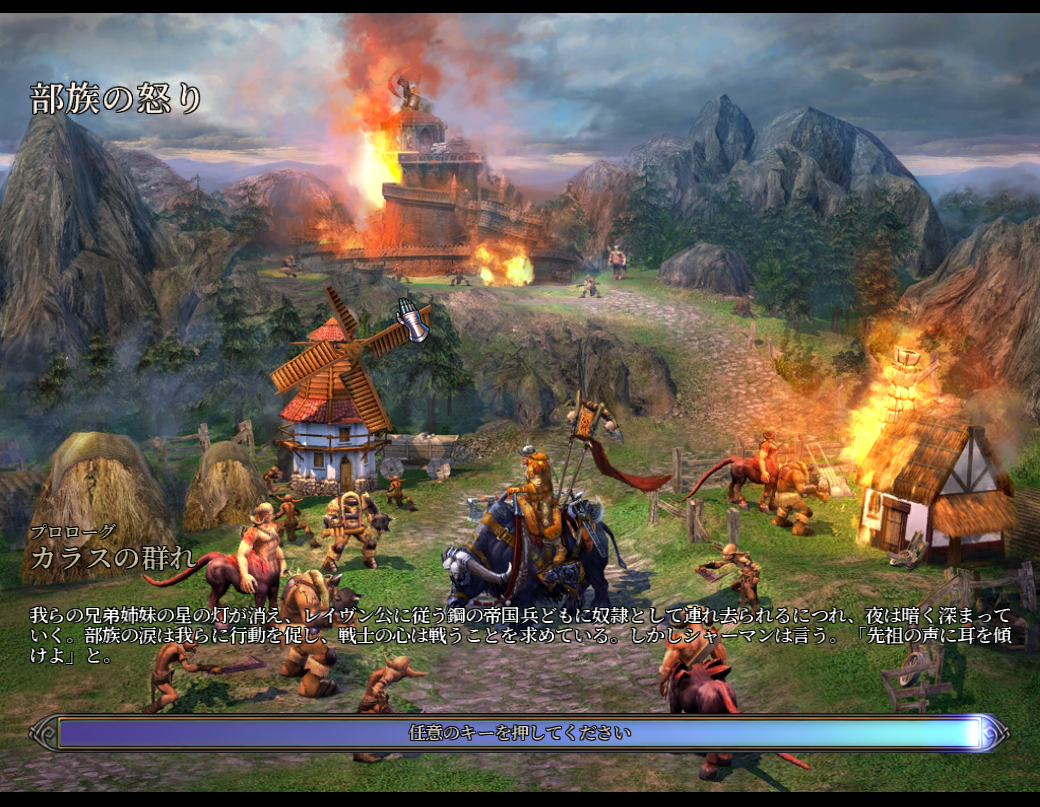 部族の怒り
プロローグ
カラスの群れ
我らの兄弟姉妹の星の灯が消え、レイヴン公に従う鋼の帝国兵どもに奴隷として連れ去られるにつれ、夜は暗く深まって
いく。部族の涙は我らに行動を促し、戦士の心は戦うことを求めている。しかしシャーマンは言う。「先祖の声に耳を傾
けよ」と。
任意のキーを押してください